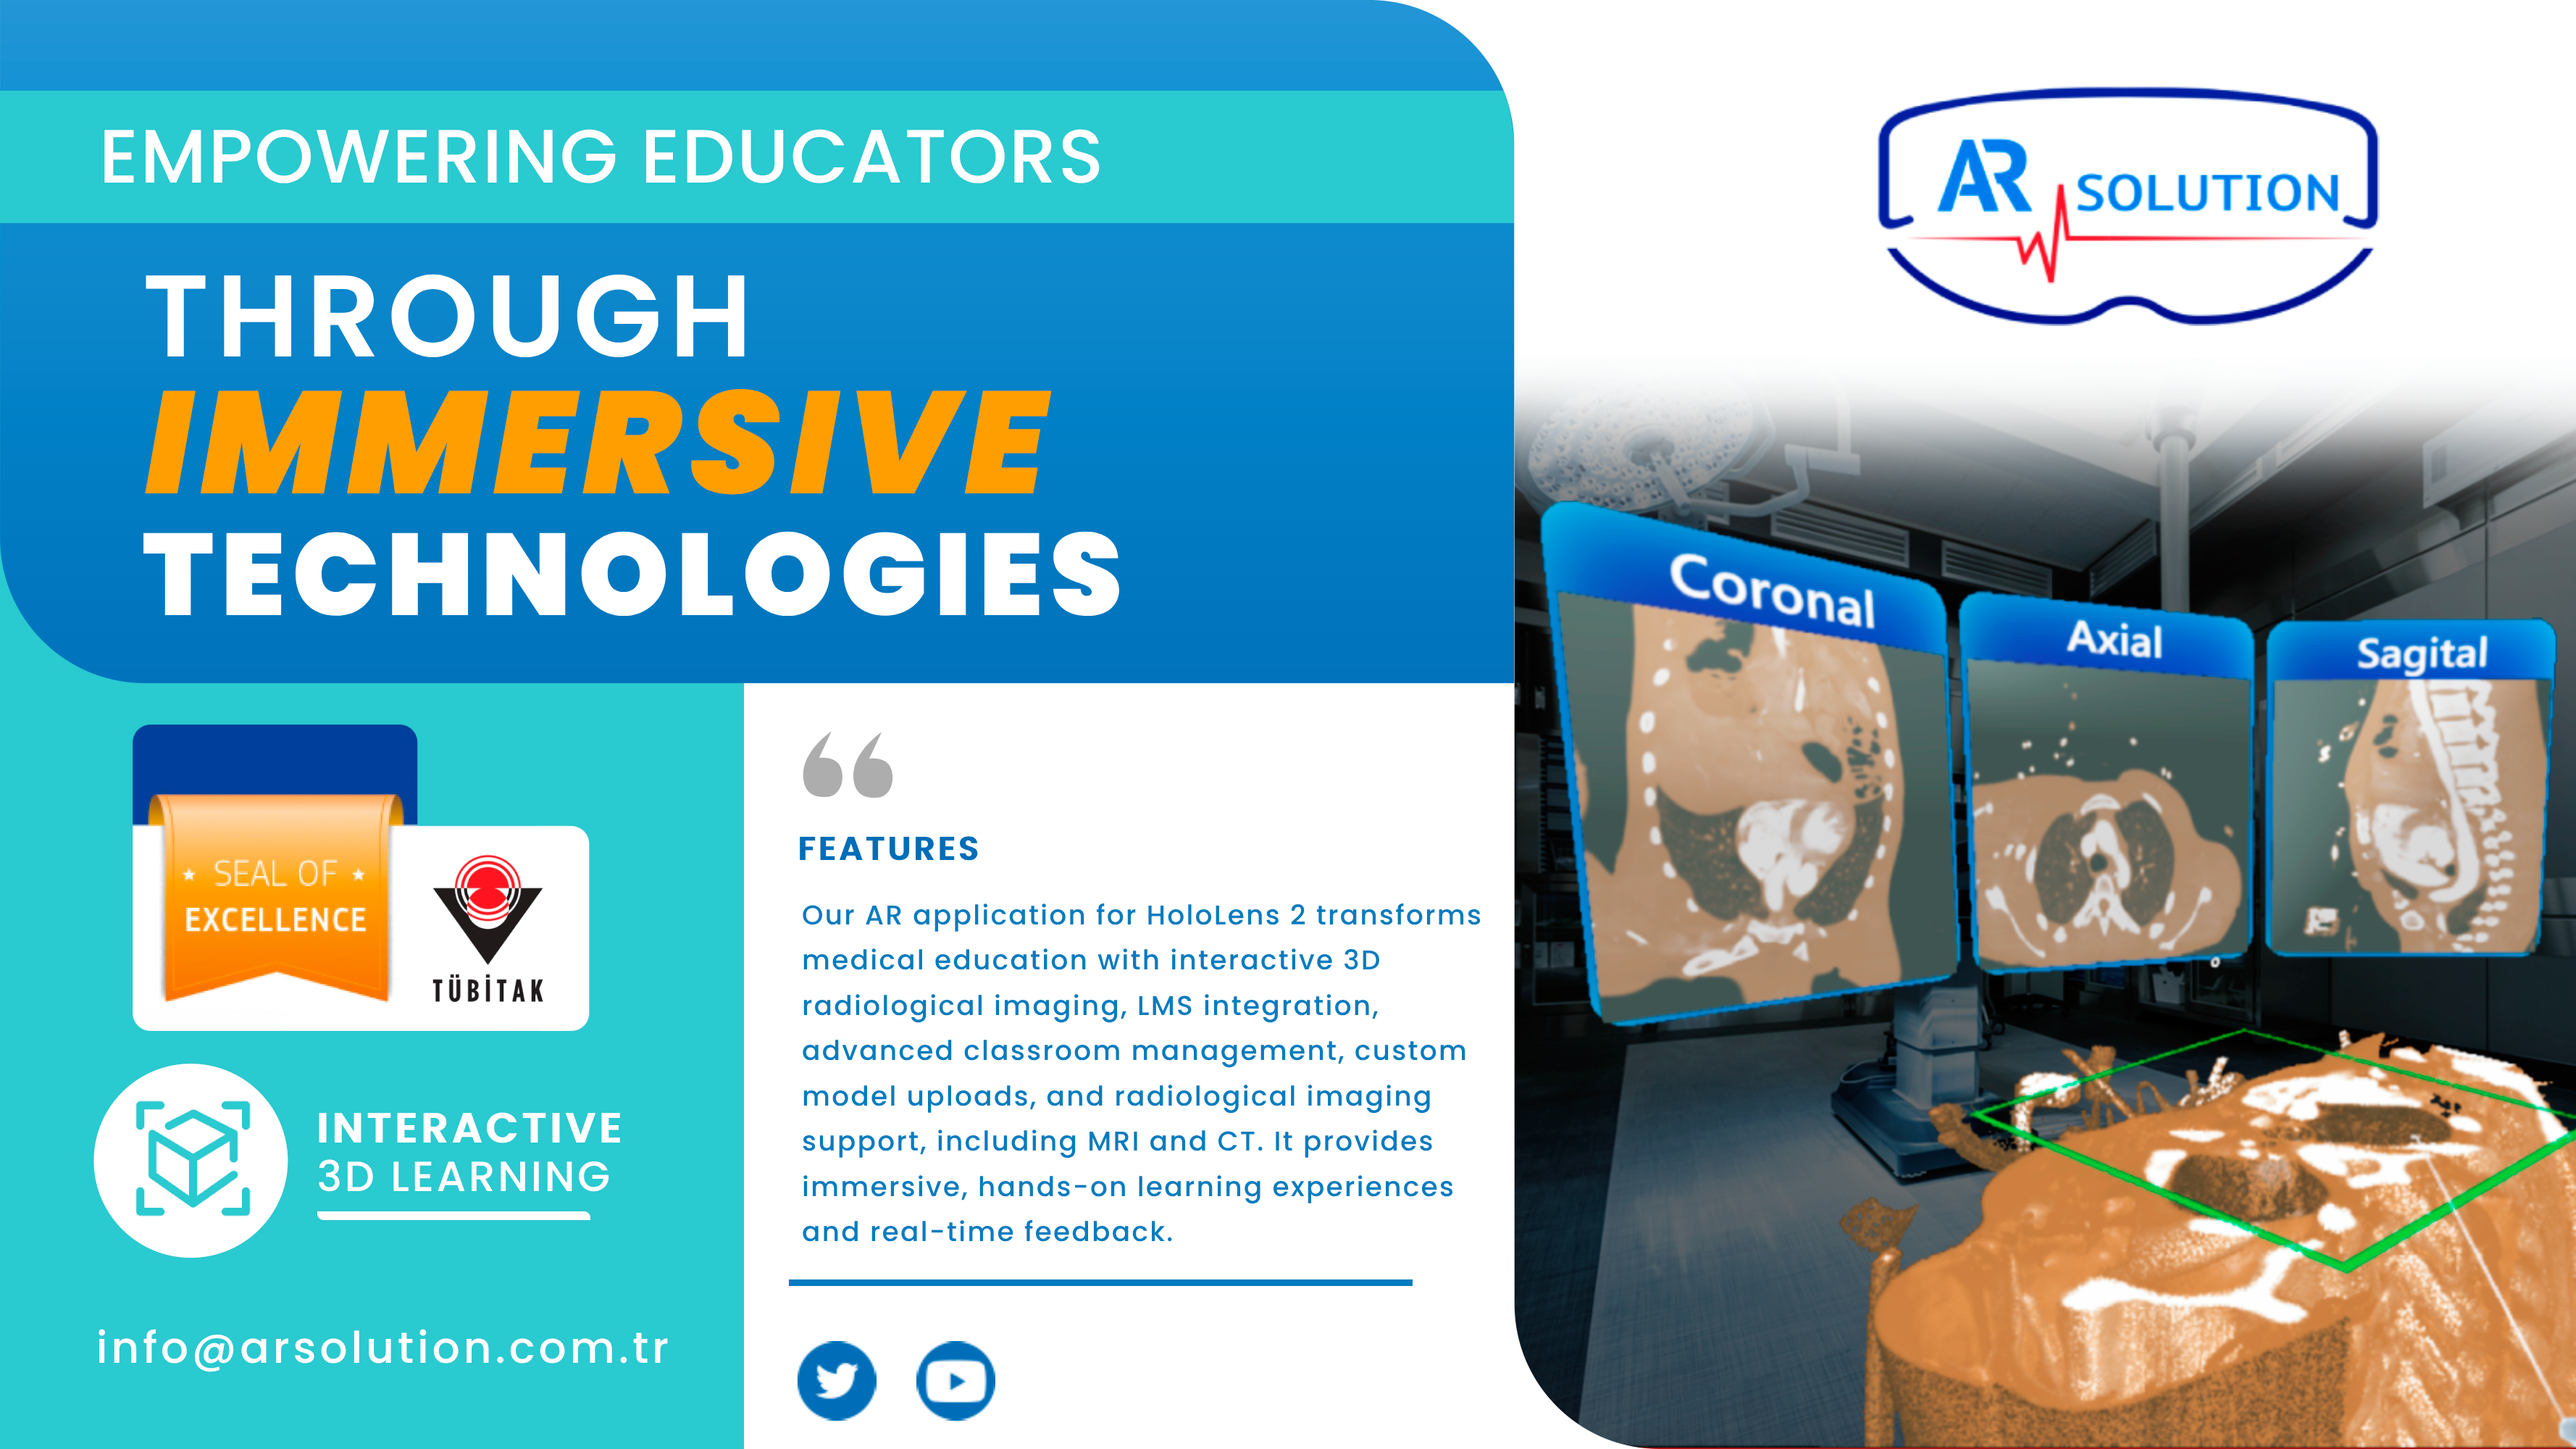 EMPOWERING EDUCATORS
THROUGH
IMMERSIVE
TECHNOLOGIES
AR SOLUTION
Coronal
Axial
Sagital
SEAL OF
EXCELLENCE
TÜBİTAK
INTERACTIVE
3D LEARNING
info@arsolution.com.tr
“
FEATURES
Our AR application for HoloLens 2 transforms
medical education with interactive 3D
radiological imaging, LMS integration,
advanced classroom management, custom
model uploads, and radiological imaging
support, including MRI and CT. It provides
immersive, hands-on learning experiences
and real-time feedback.